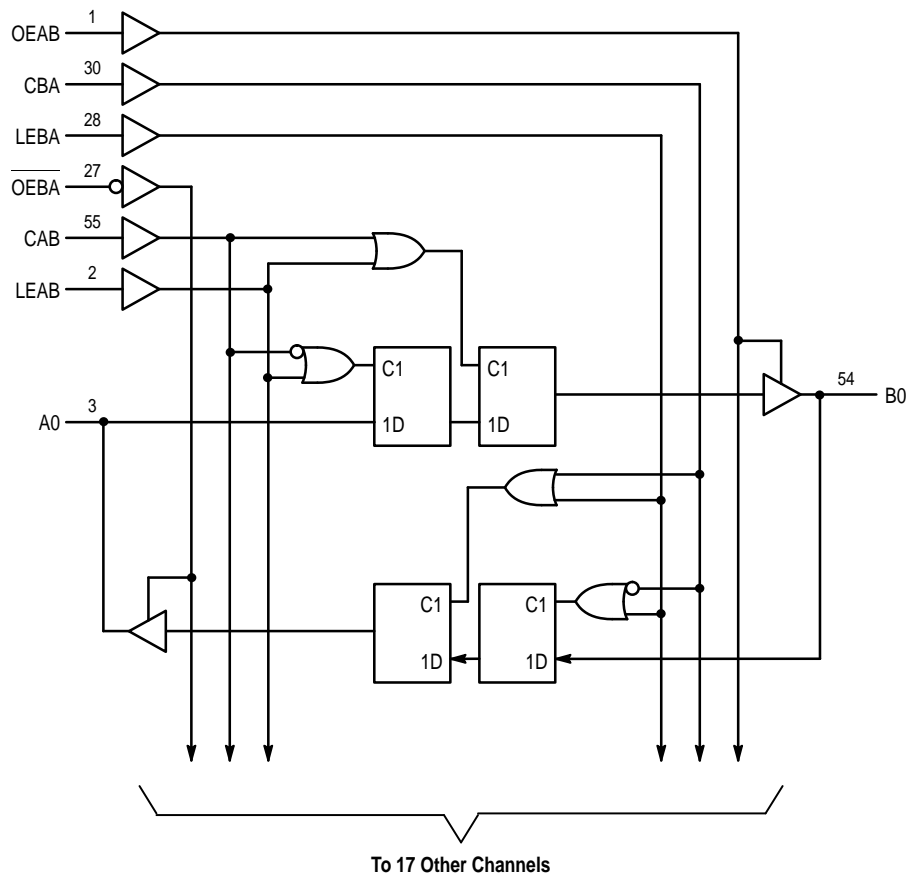 OEAB 1
CBA 30
LEBA 28
OEBA 27
CAB 55
LEAB 2
C1 C1
A0 3 1D 1D 54 B0
C1 C1
1D 1D
To 17 Other Channels